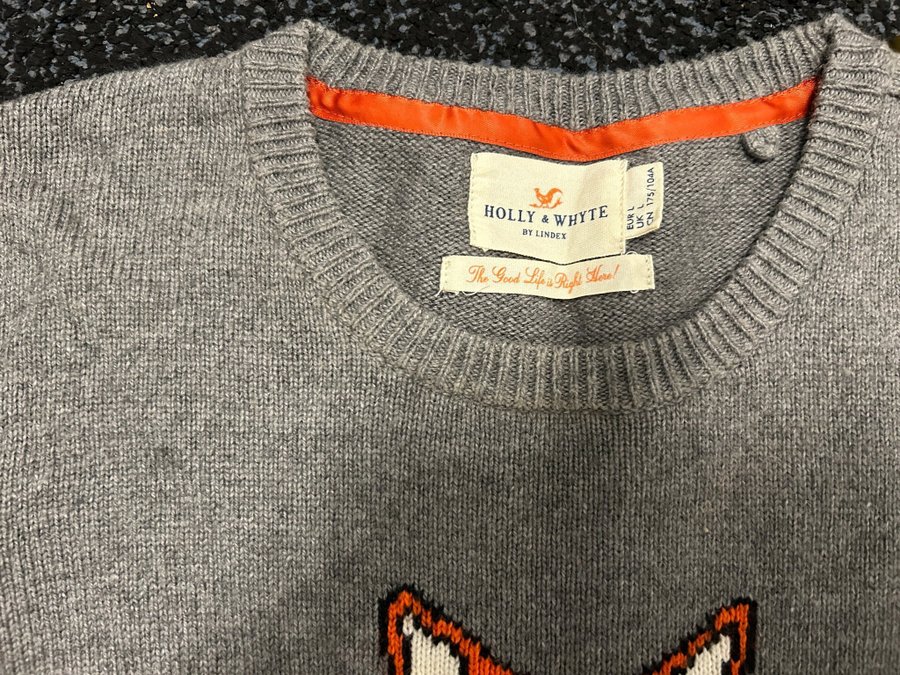 HOLLY & WHYTE
BY LINDEX
EUR L
UK L
CN 175/104A
The Good Life is Right Here!